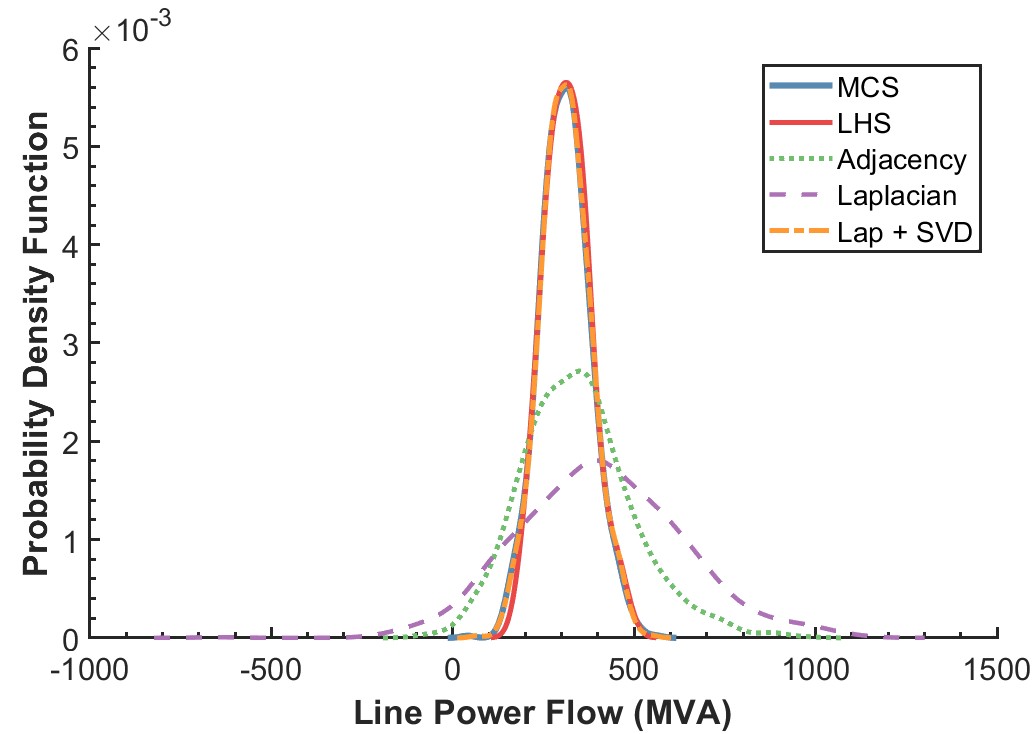 ×10-3
6
5
4
3
2
1
0
Probability Density Function
-1000 -500 0 500 1000 1500
Line Power Flow (MVA)
MCS
LHS
Adjacency
Laplacian
Lap + SVD